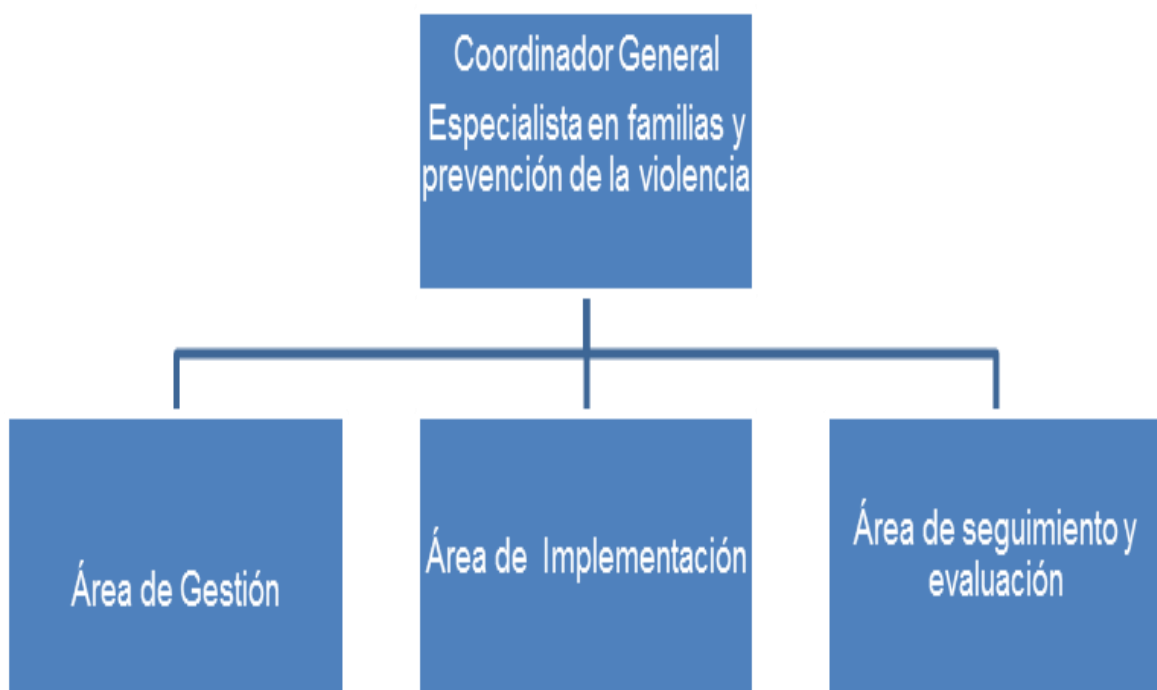 Coordinador General
Especialista en familias y
prevención de la violencia
Área de Gestión
Área de Implementación
Área de seguimiento y
evaluación